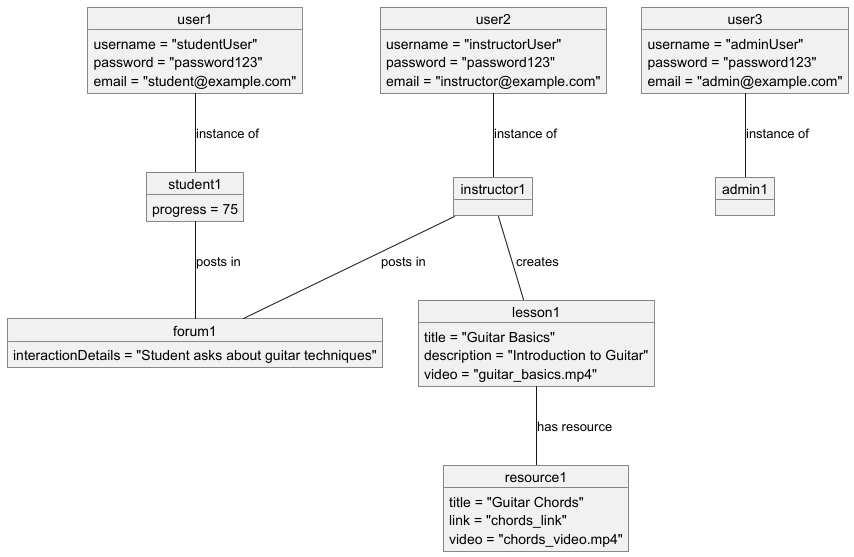 user1
username = "studentUser"
password = "password123"
email = "student@example.com"
user2
username = "instructorUser"
password = "password123"
email = "instructor@example.com"
user3
username = "adminUser"
password = "password123"
email = "admin@example.com"
instance of
instance of
instance of
student1
progress = 75
instructor1
admin1
posts in
posts in
creates
forum1
interactionDetails = "Student asks about guitar techniques"
lesson1
title = "Guitar Basics"
description = "Introduction to Guitar"
video = "guitar_basics.mp4"
has resource
resource1
title = "Guitar Chords"
link = "chords_link"
video = "chords_video.mp4"